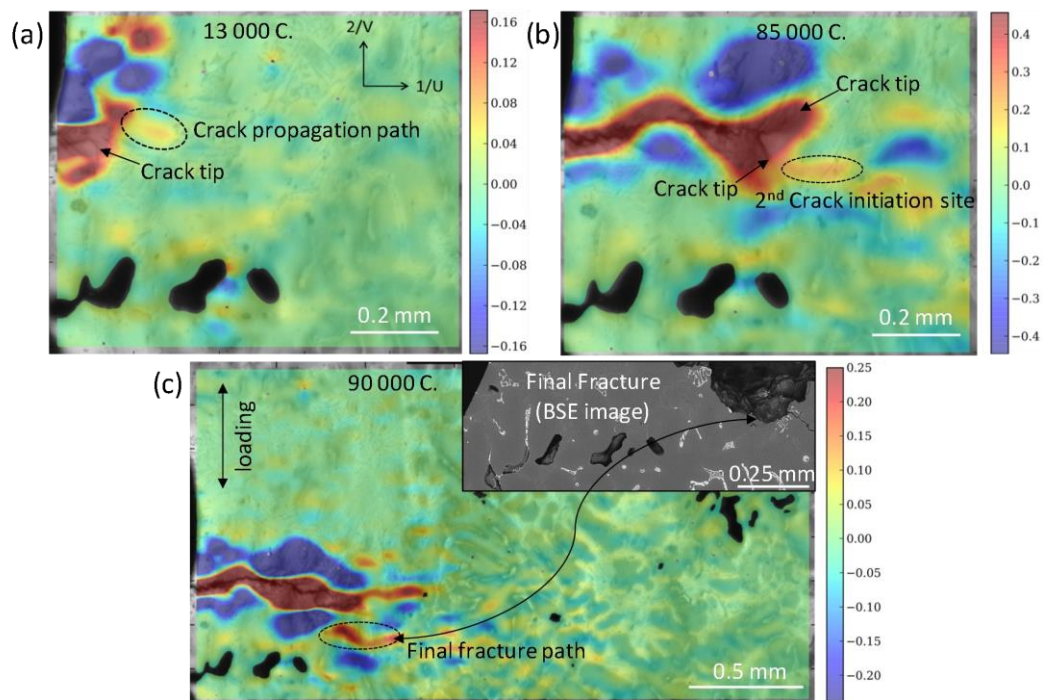 (a)
13 000 C.
2/V
1/U
Crack propagation path
Crack tip
0.2 mm
0.16
0.12
0.08
0.04
0.00
−0.04
−0.08
−0.12
−0.16
(b)
85 000 C.
Crack tip
Crack tip
2nd Crack initiation site
0.2 mm
0.4
0.3
0.2
0.1
0.0
−0.1
−0.2
−0.3
−0.4
(c)
90 000 C.
loading
Final Fracture
(BSE image)
0.25 mm
Final fracture path
0.5 mm
0.25
0.20
0.15
0.10
0.05
0.00
−0.05
−0.10
−0.15
−0.20